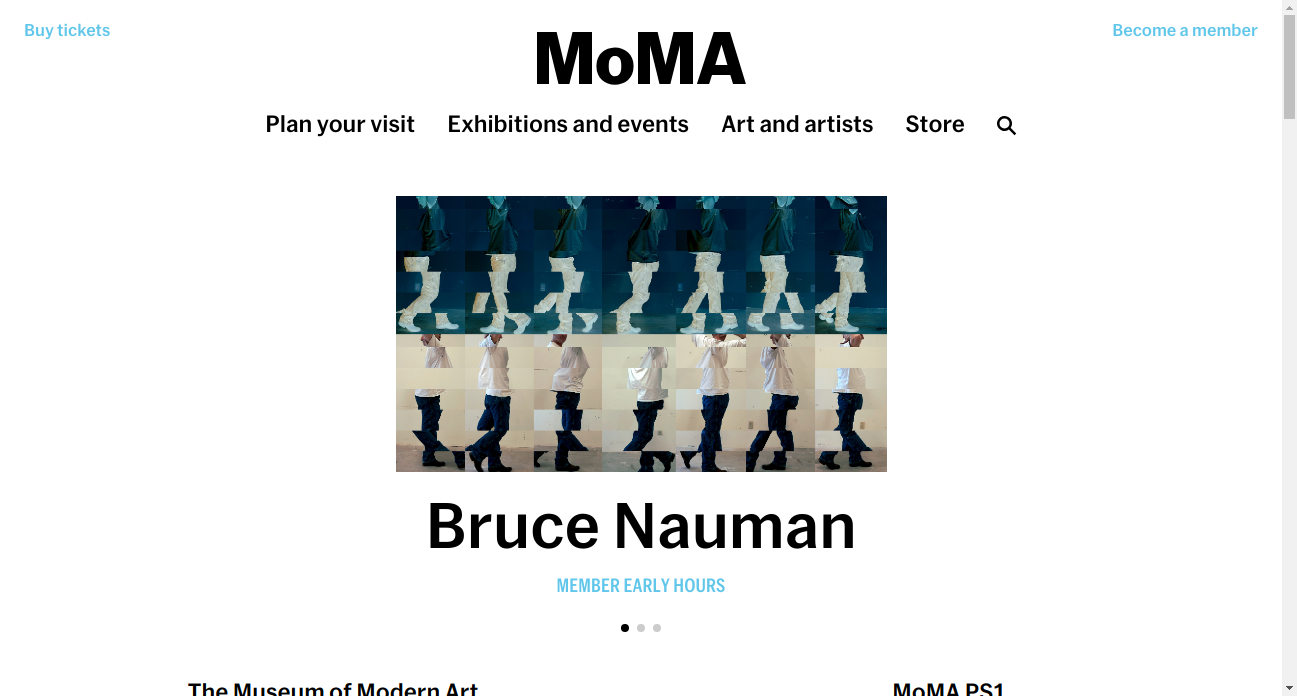 Buy tickets
Become a member
MoMA
Plan your visit Exhibitions and events Art and artists Store
Bruce Nauman
MEMBER EARLY HOURS
The Museum of Modern Art
MoMA PS1